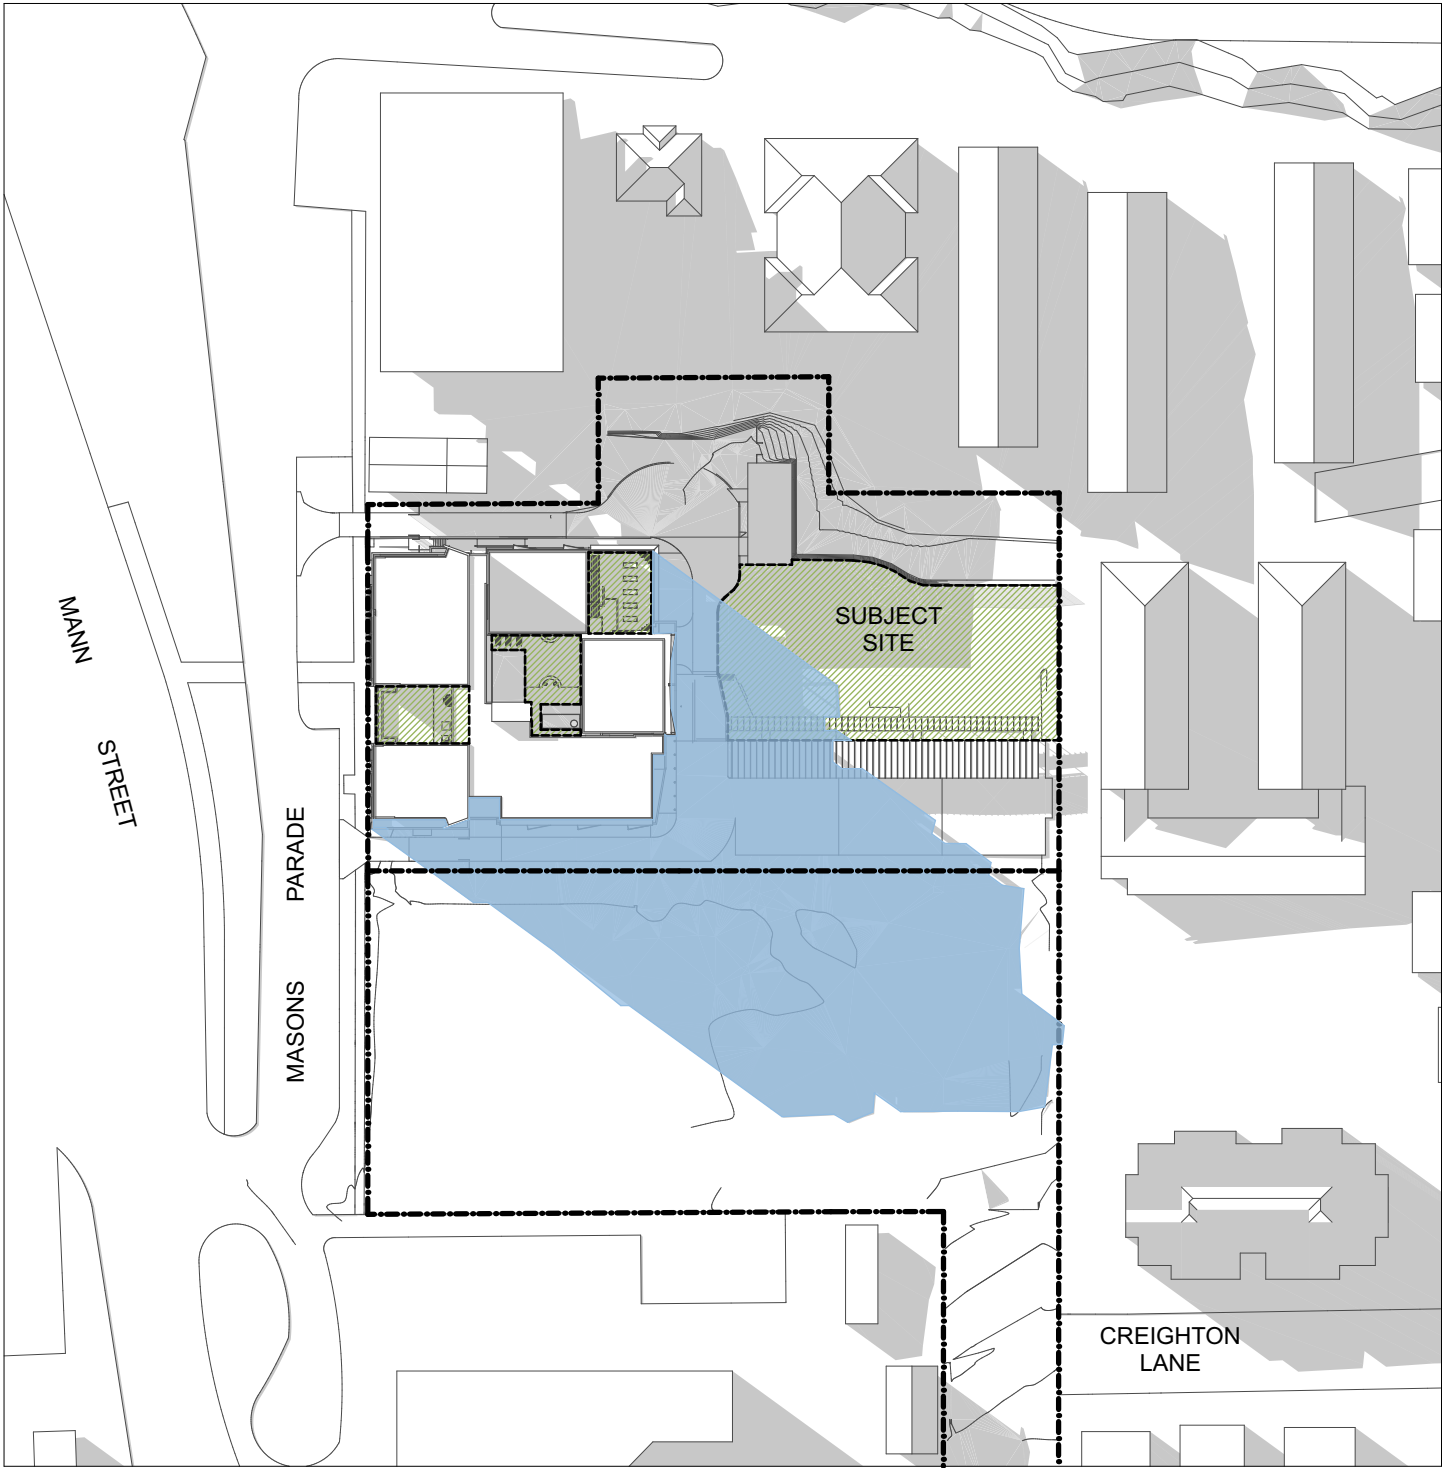 SUBJECT
SITE
MANN
STREET
MASONS PARADE
CREIGHTON
LANE